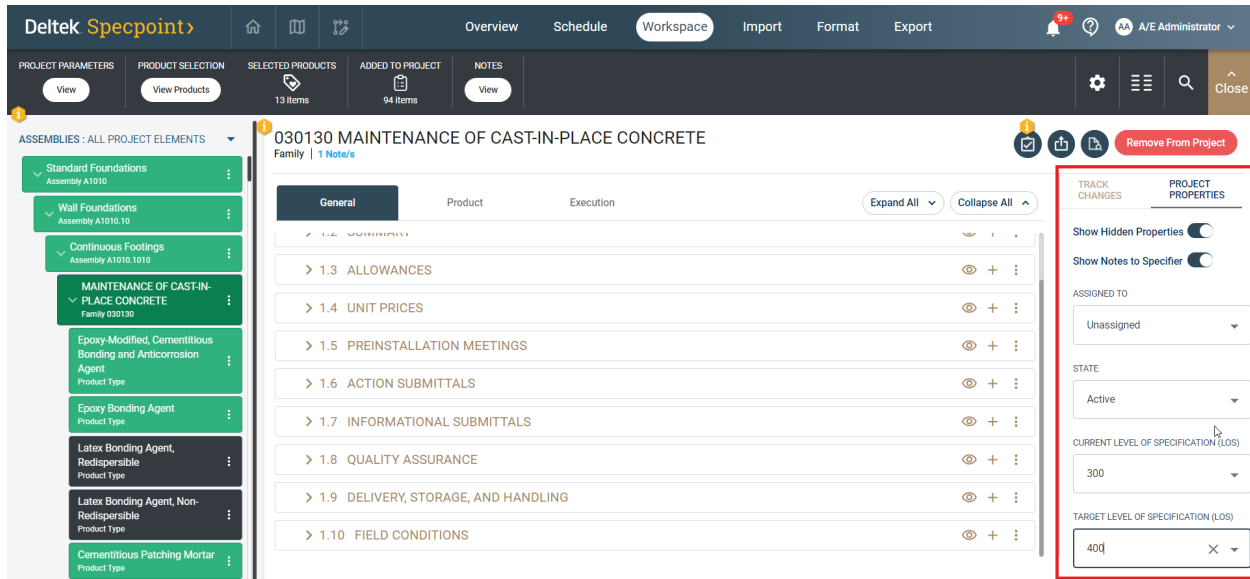 Deltek Specpoint
Overview Schedule Workspace Import Format Export
9+
AA A/E Administrator
PROJECT PARAMETERS PRODUCT SELECTION SELECTED PRODUCTS ADDED TO PROJECT NOTES
View View Products 13 items 94 items View
Close
ASSEMBLIES : ALL PROJECT ELEMENTS
Standard Foundations
Assembly A1010
Wall Foundations
Assembly A1010.10
Continuous Footings
Assembly A1010.1010
MAINTENANCE OF CAST-IN-
PLACE CONCRETE
Family 030130
Epoxy-Modified, Cementitious
Bonding and Anticorrosion
Agent
Product Type
Epoxy Bonding Agent
Product Type
Latex Bonding Agent,
Redispersible
Product Type
Latex Bonding Agent, Non-
Redispersible
Product Type
Cementitious Patching Mortar
Product Type
030130 MAINTENANCE OF CAST-IN-PLACE CONCRETE
Family | 1 Note/s
Remove From Project
General Product Execution
Expand All Collapse All
1.2 SUMMARY
1.3 ALLOWANCES
1.4 UNIT PRICES
1.5 PREINSTALLATION MEETINGS
1.6 ACTION SUBMITTALS
1.7 INFORMATIONAL SUBMITTALS
1.8 QUALITY ASSURANCE
1.9 DELIVERY, STORAGE, AND HANDLING
1.10 FIELD CONDITIONS
TRACK
CHANGES
PROJECT
PROPERTIES
Show Hidden Properties
Show Notes to Specifier
ASSIGNED TO
Unassigned
STATE
Active
CURRENT LEVEL OF SPECIFICATION (LOS)
300
TARGET LEVEL OF SPECIFICATION (LOS)
400